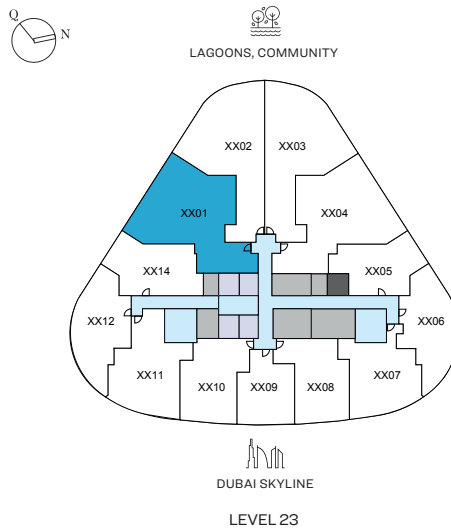 Q
N
LAGOONS, COMMUNITY
XX02
XX03
XX01
XX04
XX14
XX05
XX12
XX06
XX11
XX07
XX10
XX09
XX08
DUBAI SKYLINE
LEVEL 23